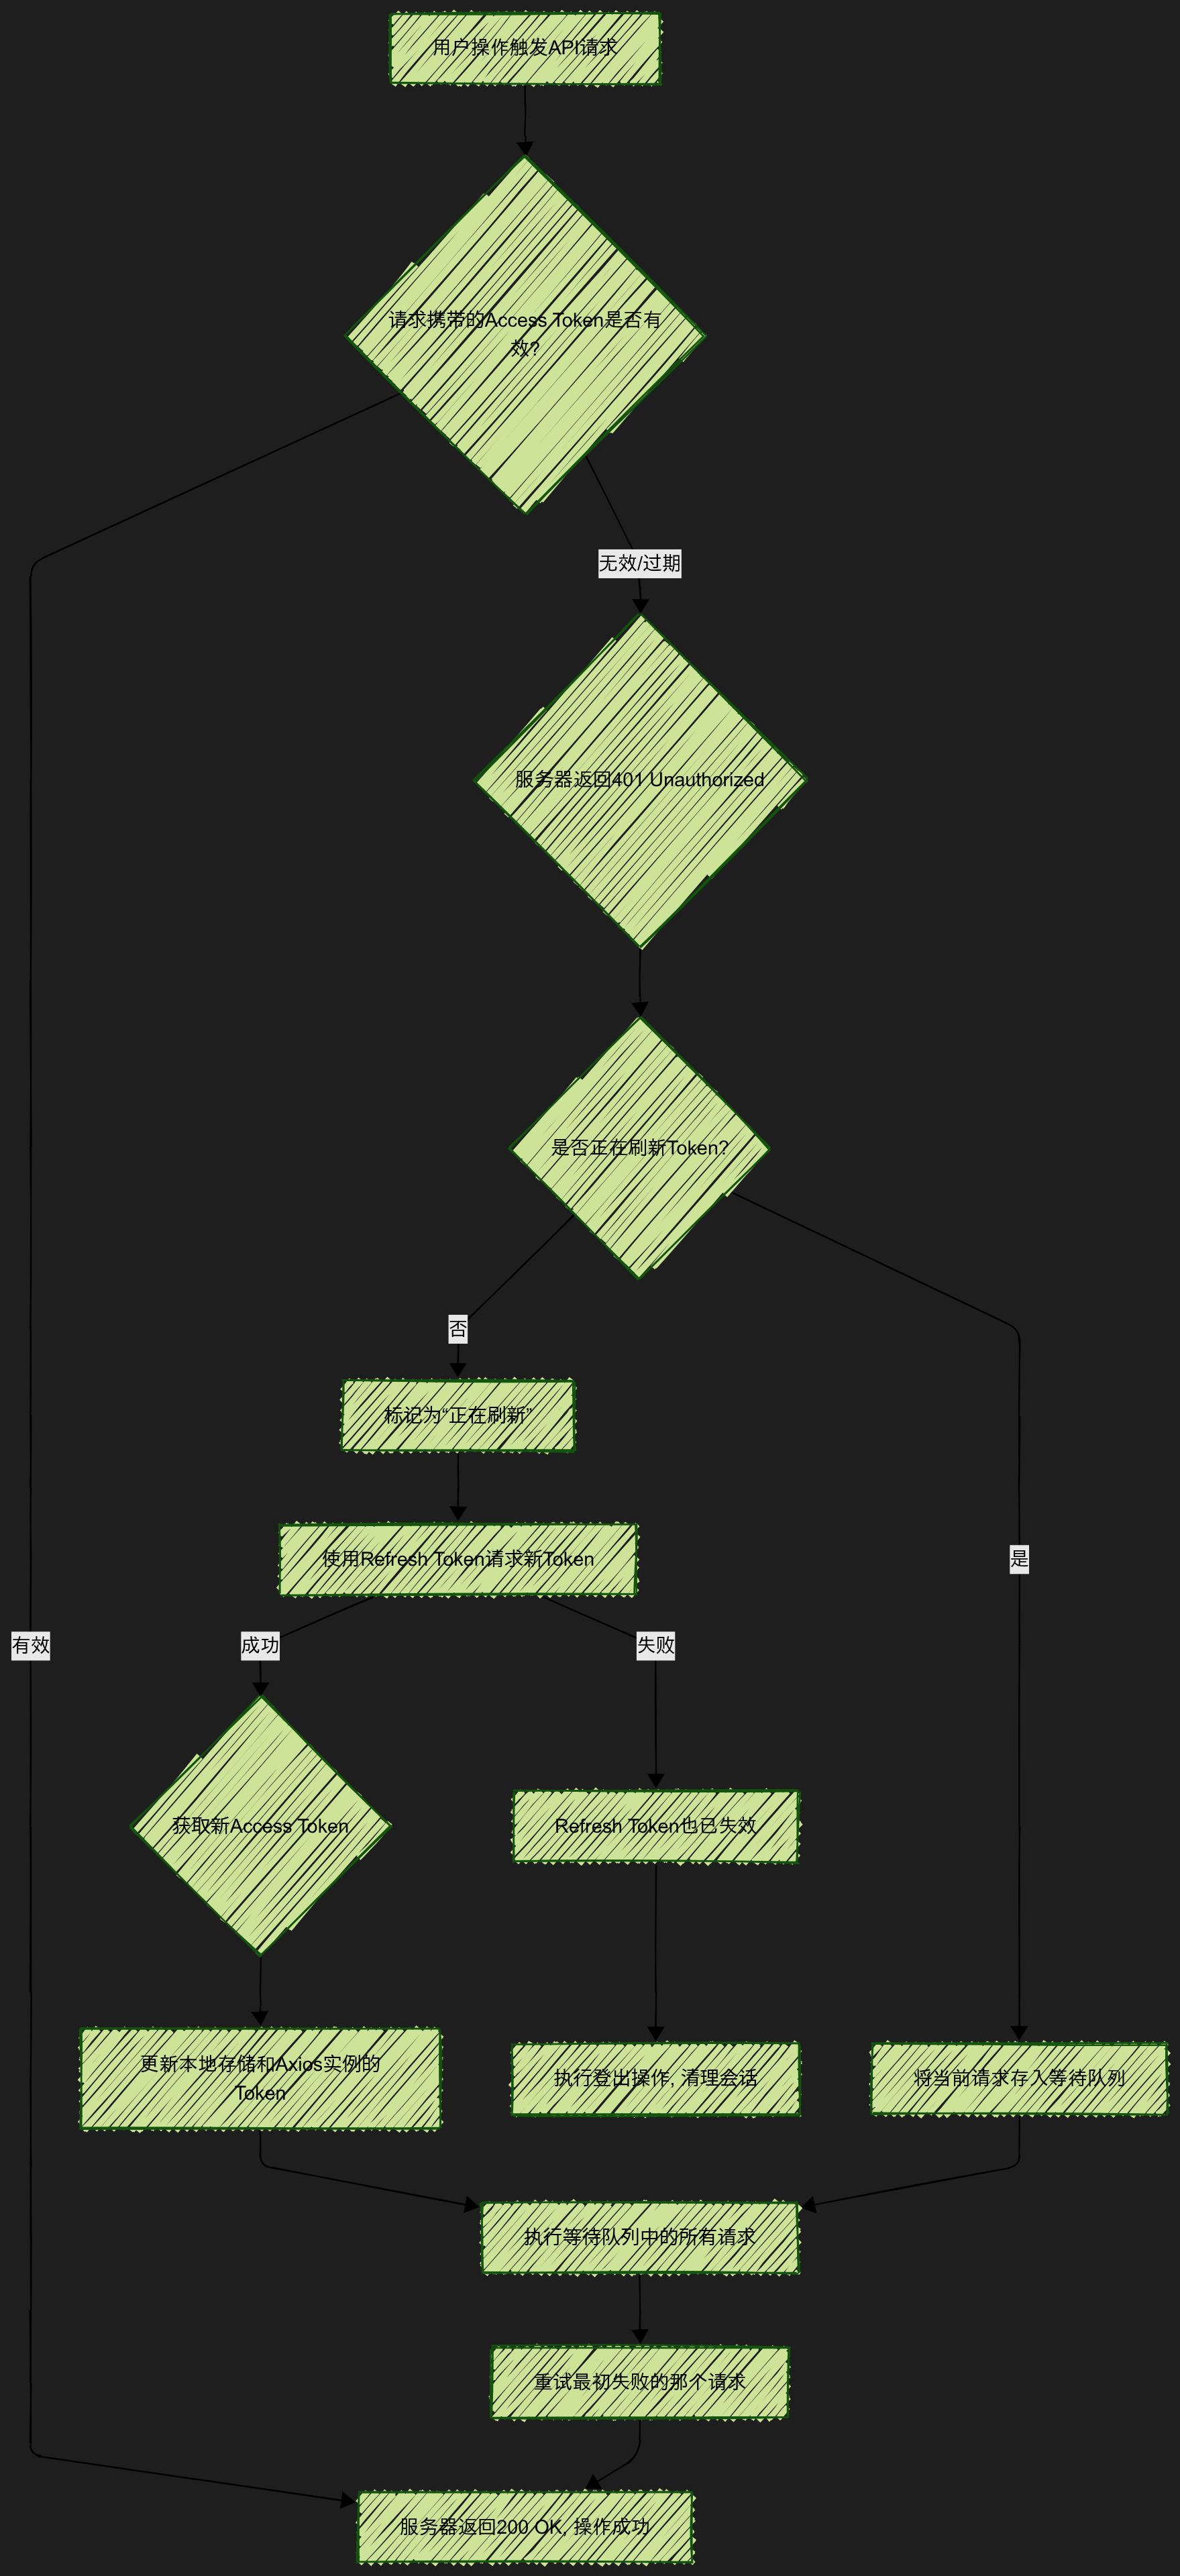 用户操作触发API请求
请求携带的Access Token是否有
效?
无效/过期
服务器返回401 Unauthorized
是否正在刷新Token?
否
标记为“正在刷新”
使用Refresh Token请求新Token
是
有效
成功
失败
获取新Access Token
Refresh Token也已失效
更新本地存储和Axios实例的
Token
执行登出操作, 清理会话
将当前请求存入等待队列
执行等待队列中的所有请求
重试最初失败的那个请求
服务器返回200 OK, 操作成功